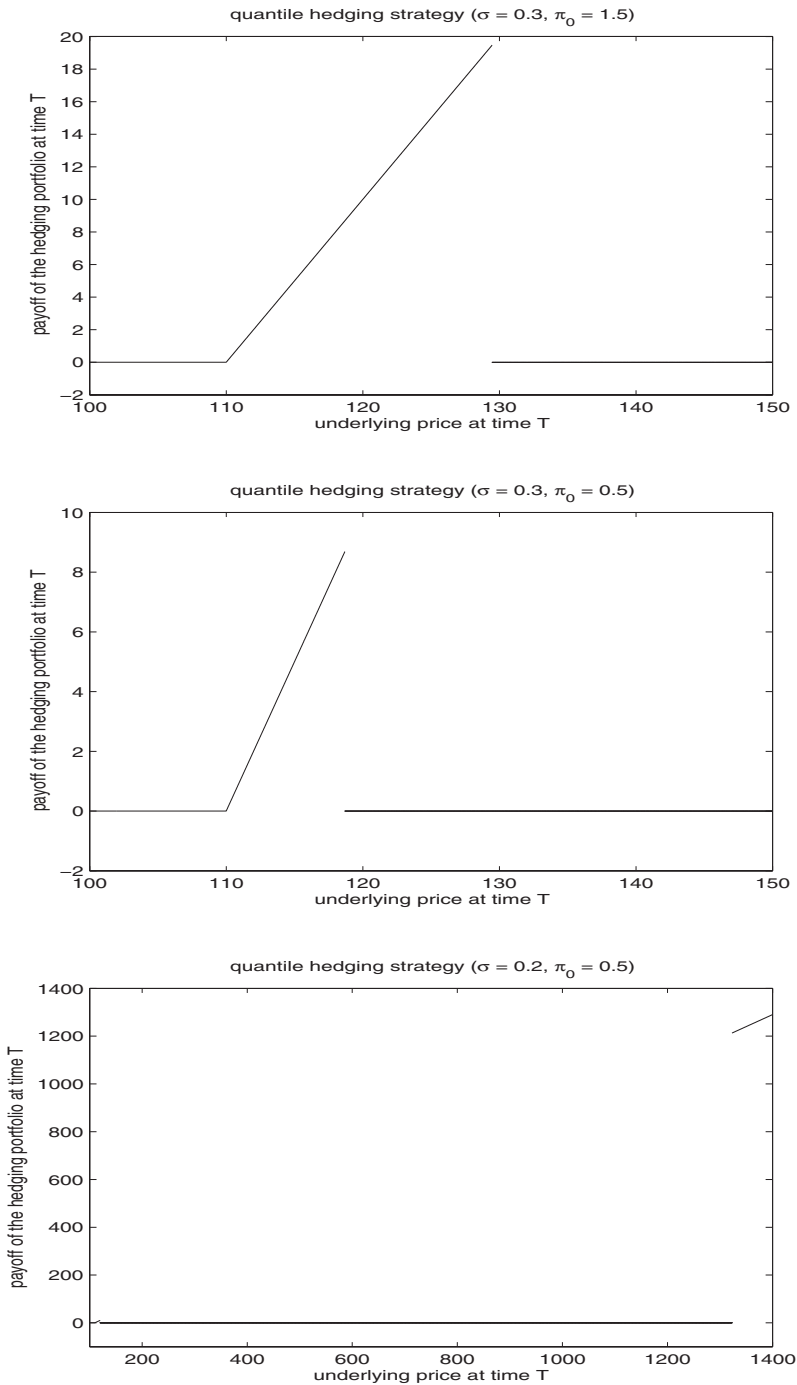 quantile hedging strategy (σ = 0.3, π₀ = 1.5)
20
18
16
14
12
10
8
6
4
2
0
−2
payoff of the hedging portfolio at time T
100 110 120 130 140 150
underlying price at time T
quantile hedging strategy (σ = 0.3, π₀ = 0.5)
10
8
6
4
2
0
−2
payoff of the hedging portfolio at time T
100 110 120 130 140 150
underlying price at time T
quantile hedging strategy (σ = 0.2, π₀ = 0.5)
1400
1200
1000
800
600
400
200
0
payoff of the hedging portfolio at time T
200 400 600 800 1000 1200 1400
underlying price at time T